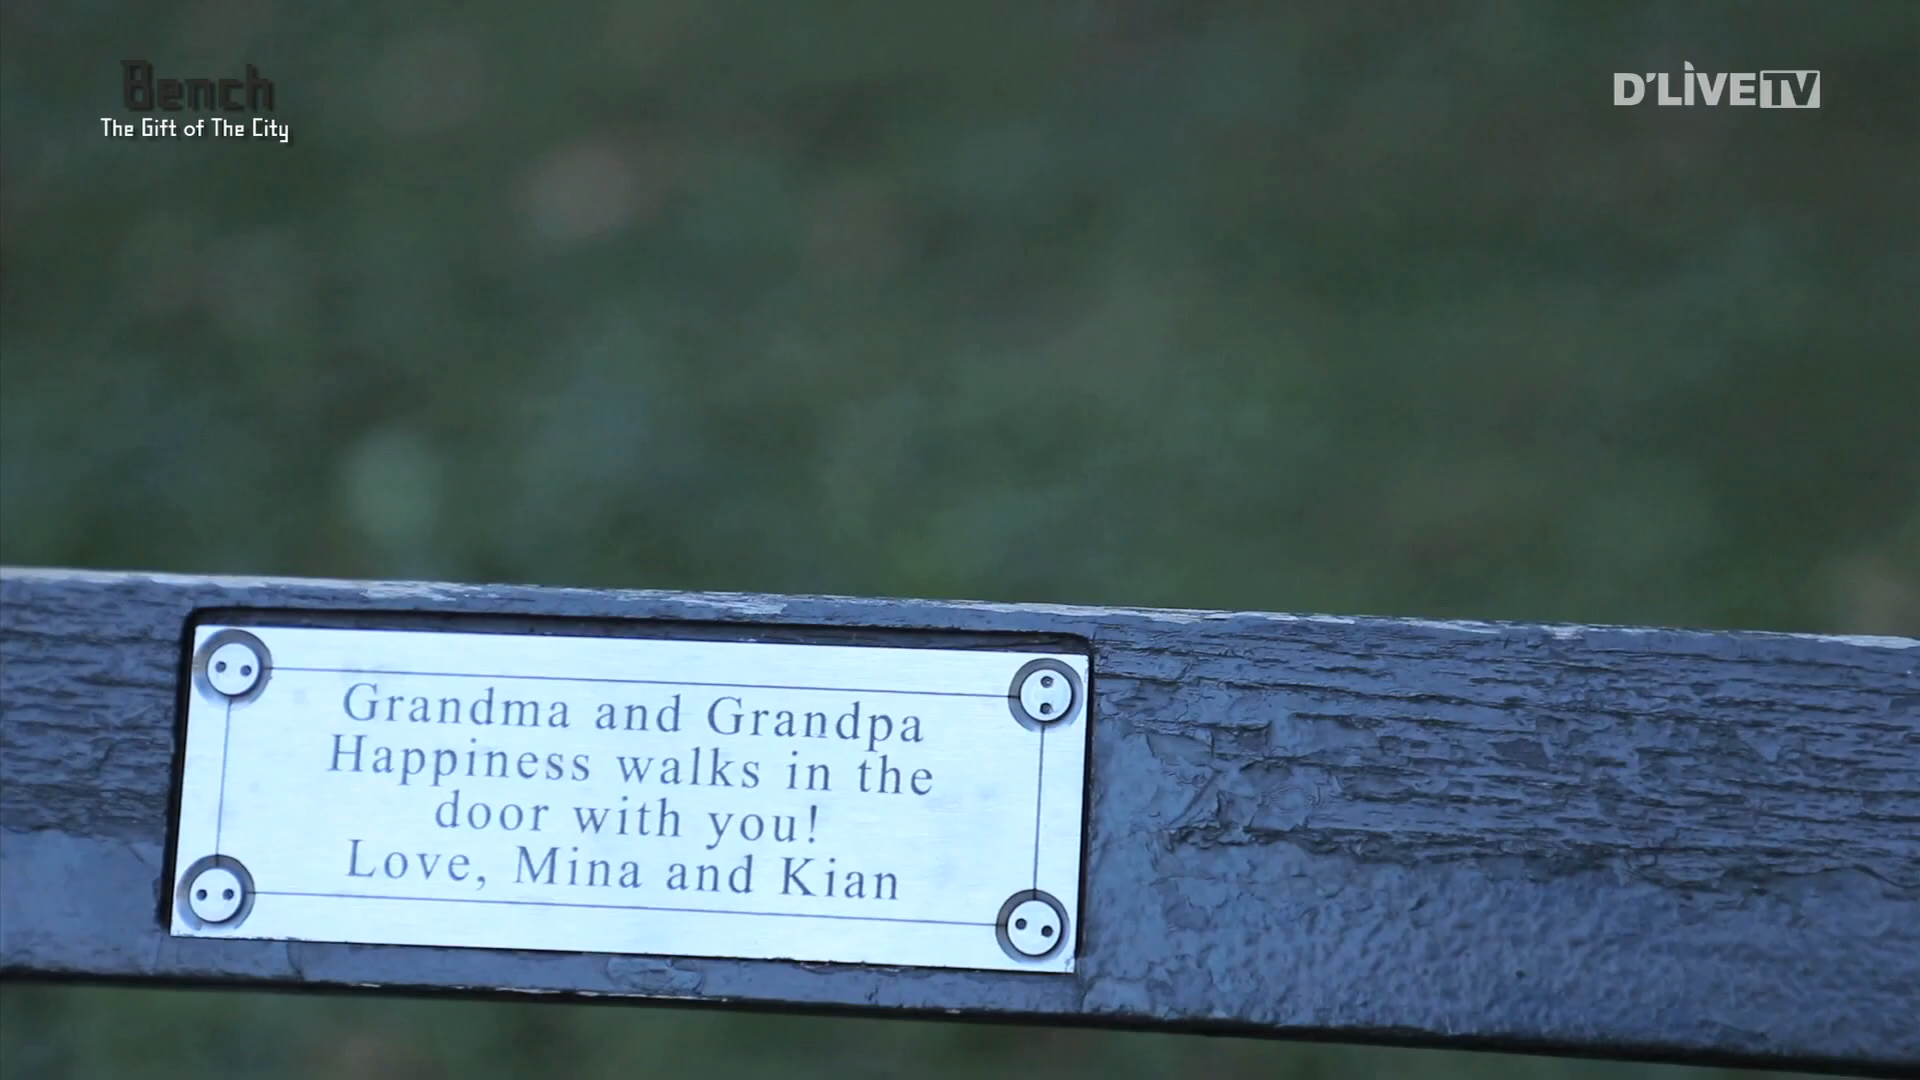 Bench
The Gift of The City
D'LIVE TV
Grandma and Grandpa
Happiness walks in the
door with you!
Love, Mina and Kian